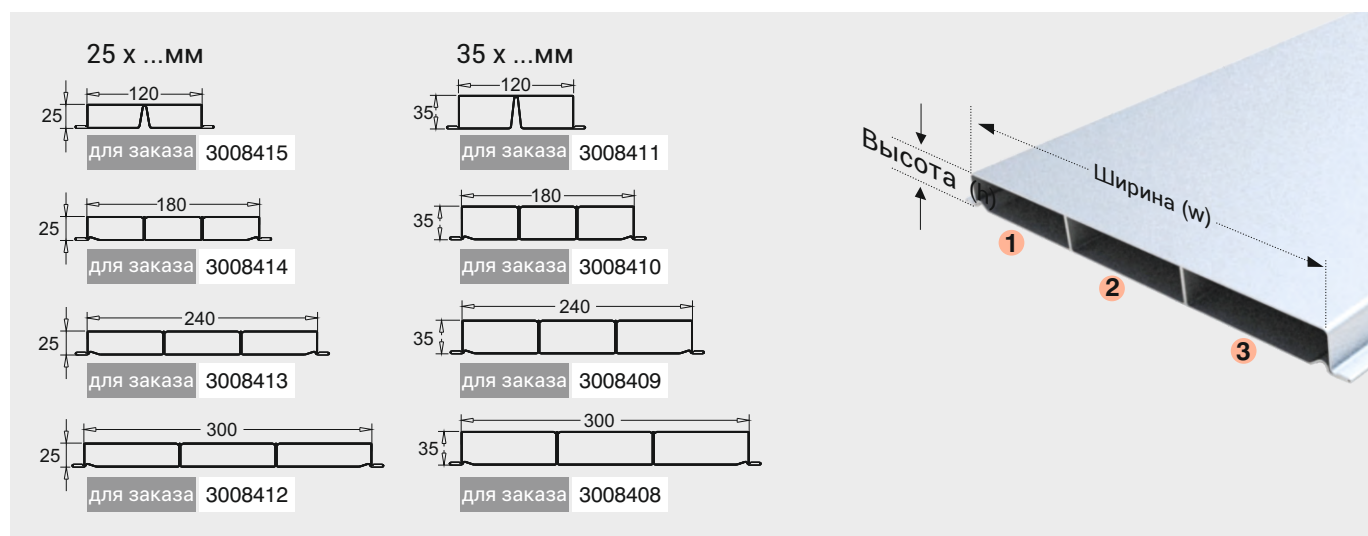 25 x ...мм
120
25
для заказа 3008415
180
25
для заказа 3008414
240
25
для заказа 3008413
300
25
для заказа 3008412
35 x ...мм
120
35
для заказа 3008411
180
35
для заказа 3008410
240
35
для заказа 3008409
300
35
для заказа 3008408
Высота (h)
Ширина (w)
1
2
3